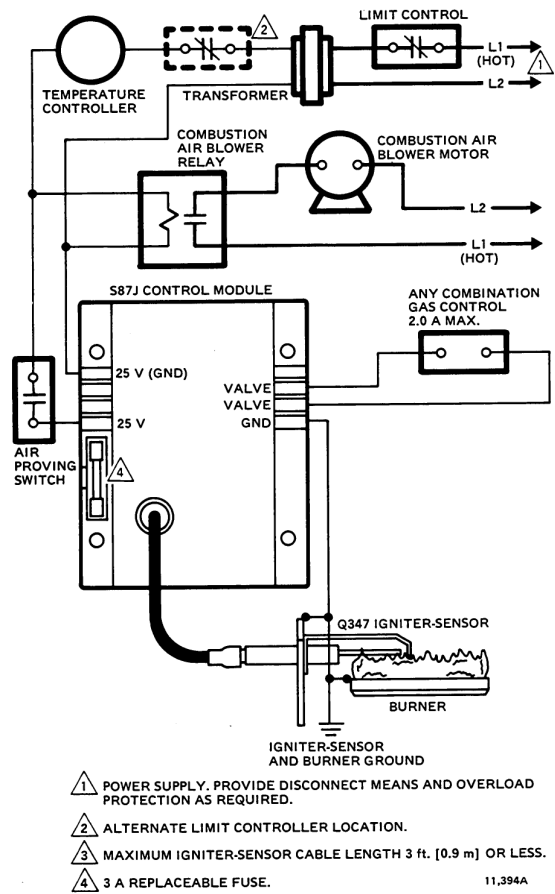 LIMIT CONTROL
2
L1
(HOT)
1
L2
TEMPERATURE
CONTROLLER
TRANSFORMER
COMBUSTION
AIR BLOWER
RELAY
COMBUSTION AIR
BLOWER MOTOR
L2
L1
(HOT)
S87J CONTROL MODULE
ANY COMBINATION
GAS CONTROL
2.0 A MAX.
25 V (GND)
VALVE
VALVE
25 V
GND
AIR
PROVING
SWITCH
4
Q347 IGNITER-SENSOR
BURNER
IGNITER-SENSOR
AND BURNER GROUND
1 POWER SUPPLY. PROVIDE DISCONNECT MEANS AND OVERLOAD
PROTECTION AS REQUIRED.
2 ALTERNATE LIMIT CONTROLLER LOCATION.
3 MAXIMUM IGNITER-SENSOR CABLE LENGTH 3 ft. [0.9 m] OR LESS.
4 3 A REPLACEABLE FUSE.
11,394A